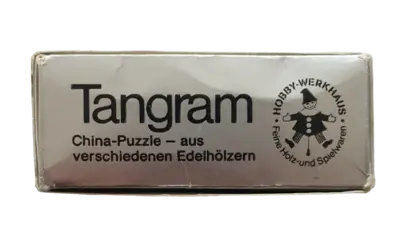 Tangram
China-Puzzle – aus
verschiedenen Edelhölzern
· HOBBY-WERKHAUS ·
Feine Holz-und Spielwaren